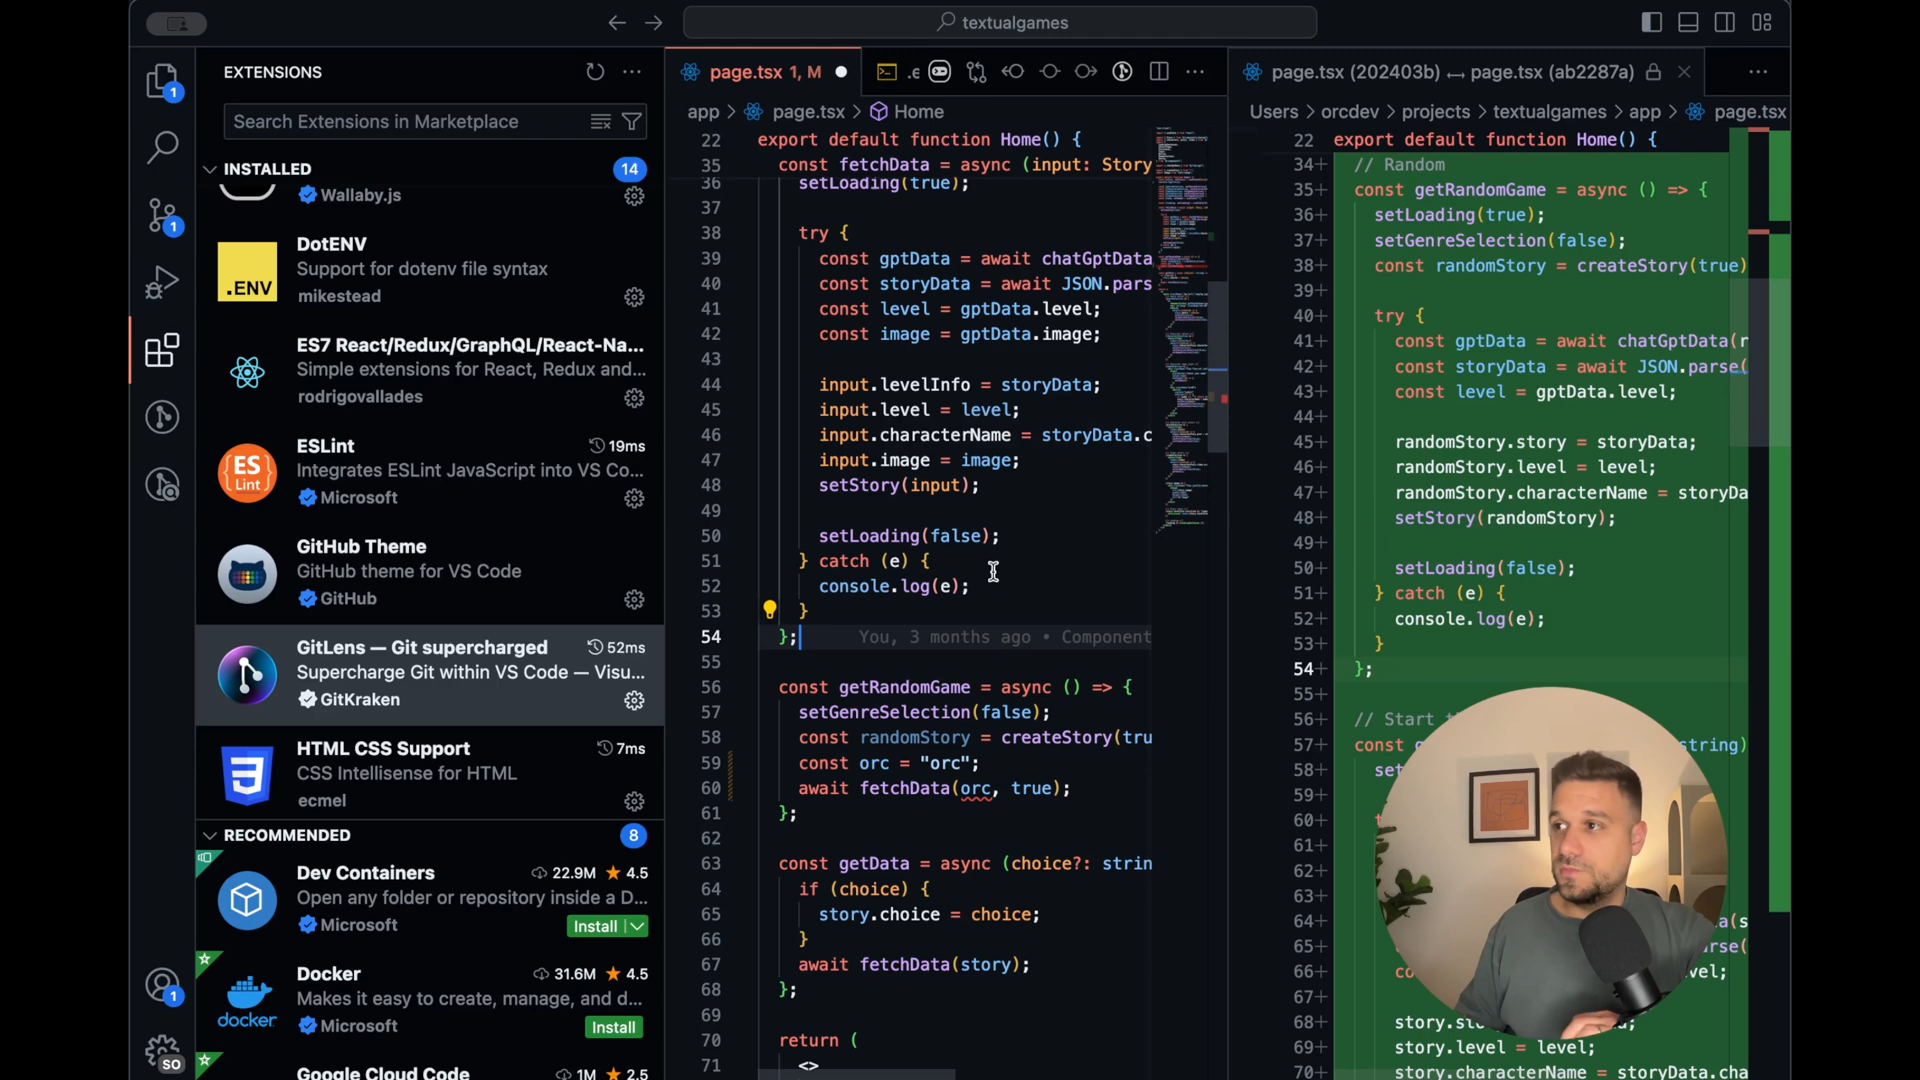 textualgames
EXTENSIONS
Search Extensions in Marketplace
INSTALLED
14
Wallaby.js
DotENV
Support for dotenv file syntax
mikestead
.ENV
ES7 React/Redux/GraphQL/React-Na...
Simple extensions for React, Redux and...
rodrigovallades
ESLint
19ms
Integrates ESLint JavaScript into VS Co...
Microsoft
ES
Lint
GitHub Theme
GitHub theme for VS Code
GitHub
GitLens — Git supercharged
52ms
Supercharge Git within VS Code — Visu...
GitKraken
HTML CSS Support
7ms
CSS Intellisense for HTML
ecmel
RECOMMENDED
8
Dev Containers
22.9M ★ 4.5
Open any folder or repository inside a D...
Microsoft
Install
Docker
31.6M ★ 4.5
Makes it easy to create, manage, and d...
Microsoft
Install
docker
Google Cloud Code
1M ★ 2.5
1
1
1
SO
page.tsx 1, M
.e
app > page.tsx > Home
22 export default function Home() {
35 const fetchData = async (input: Story
36 setLoading(true);
37
38 try {
39 const gptData = await chatGptData
40 const storyData = await JSON.pars
41 const level = gptData.level;
42 const image = gptData.image;
43
44 input.levelInfo = storyData;
45 input.level = level;
46 input.characterName = storyData.c
47 input.image = image;
48 setStory(input);
49
50 setLoading(false);
51 } catch (e) {
52 console.log(e);
53 }
54 }; You, 3 months ago • Component
55
56 const getRandomGame = async () => {
57 setGenreSelection(false);
58 const randomStory = createStory(tru
59 const orc = "orc";
60 await fetchData(orc, true);
61 };
62
63 const getData = async (choice?: strin
64 if (choice) {
65 story.choice = choice;
66 }
67 await fetchData(story);
68 };
69
70 return (
71 <>
page.tsx (202403b) ↔ page.tsx (ab2287a)
Users > orcdev > projects > textualgames > app > page.tsx
22 export default function Home() {
34+ // Random
35+ const getRandomGame = async () => {
36+ setLoading(true);
37+ setGenreSelection(false);
38+ const randomStory = createStory(true)
39+
40+ try {
41+ const gptData = await chatGptData(r
42+ const storyData = await JSON.parse(
43+ const level = gptData.level;
44+
45+ randomStory.story = storyData;
46+ randomStory.level = level;
47+ randomStory.characterName = storyDa
48+ setStory(randomStory);
49+
50+ setLoading(false);
51+ } catch (e) {
52+ console.log(e);
53+ }
54+ };
55+
56+ // Start t
57+ const g string)
58+ set
59+
60+ t
61+
62+
63+
64+ ta(s
65+ rse(
66+ co level;
67+
68+ story.sto a;
69+ story.level = level;
70+ story.characterName = storyData.cha